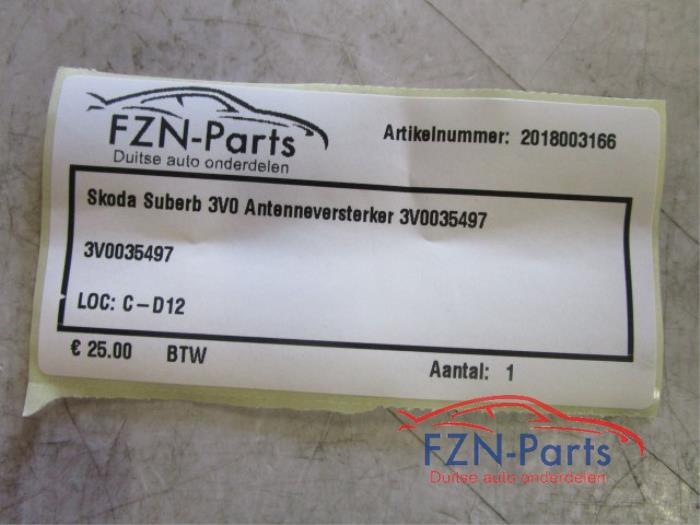 FZN-Parts
Duitse auto onderdelen
Artikelnummer: 2018003166
Skoda Suberb 3V0 Antenneversterker 3V0035497
3V0035497
LOC: C-D12
€ 25.00 BTW
Aantal: 1
FZN-Parts
Duitse auto onderdelen